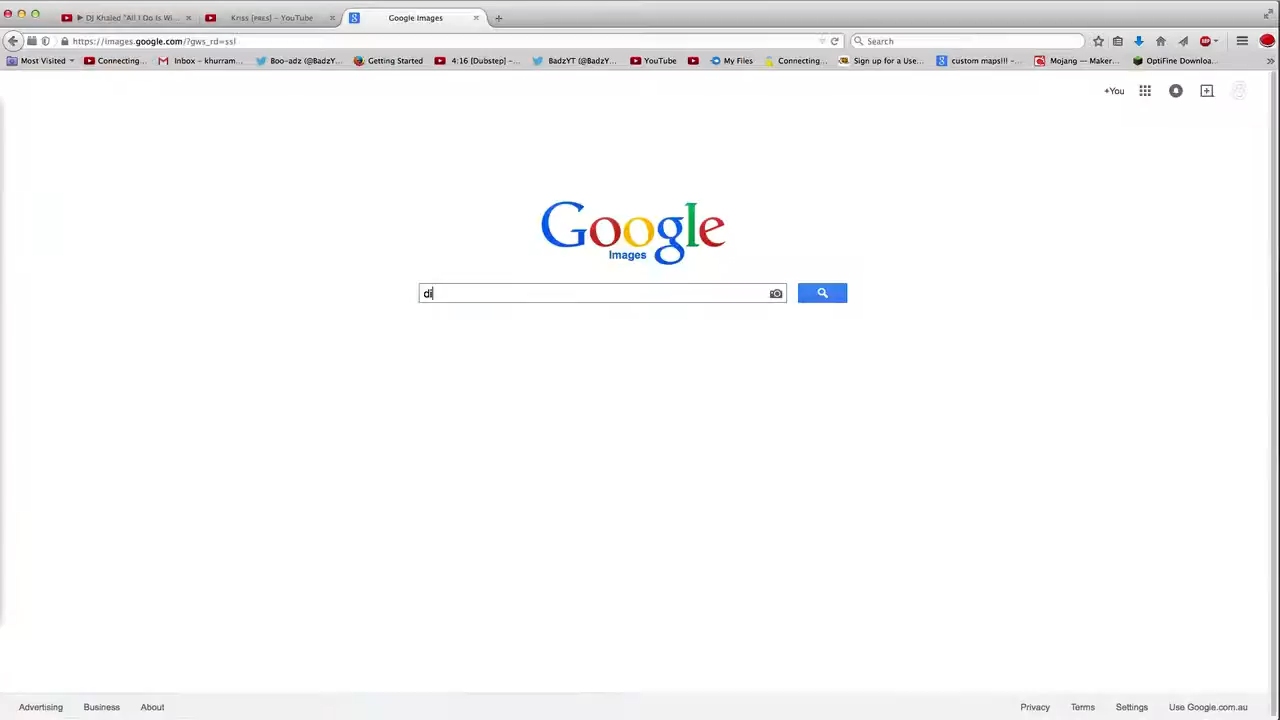 ▶ DJ Khaled "All I Do Is Wi...
Kriss [PRES] - YouTube
Google Images
https://images.google.com/?gws_rd=ssl
Search
Most Visited
Connecting...
Inbox - khurram...
Boo-adz (@BadzY...
Getting Started
4:16 [Dubstep] -...
BadzYT (@BadzY...
YouTube
My Files
Connecting...
Sign up for a Use...
custom maps!!! -...
Mojang — Maker...
OptiFine Downloa...
+You
Google
Images
di
Advertising
Business
About
Privacy
Terms
Settings
Use Google.com.au